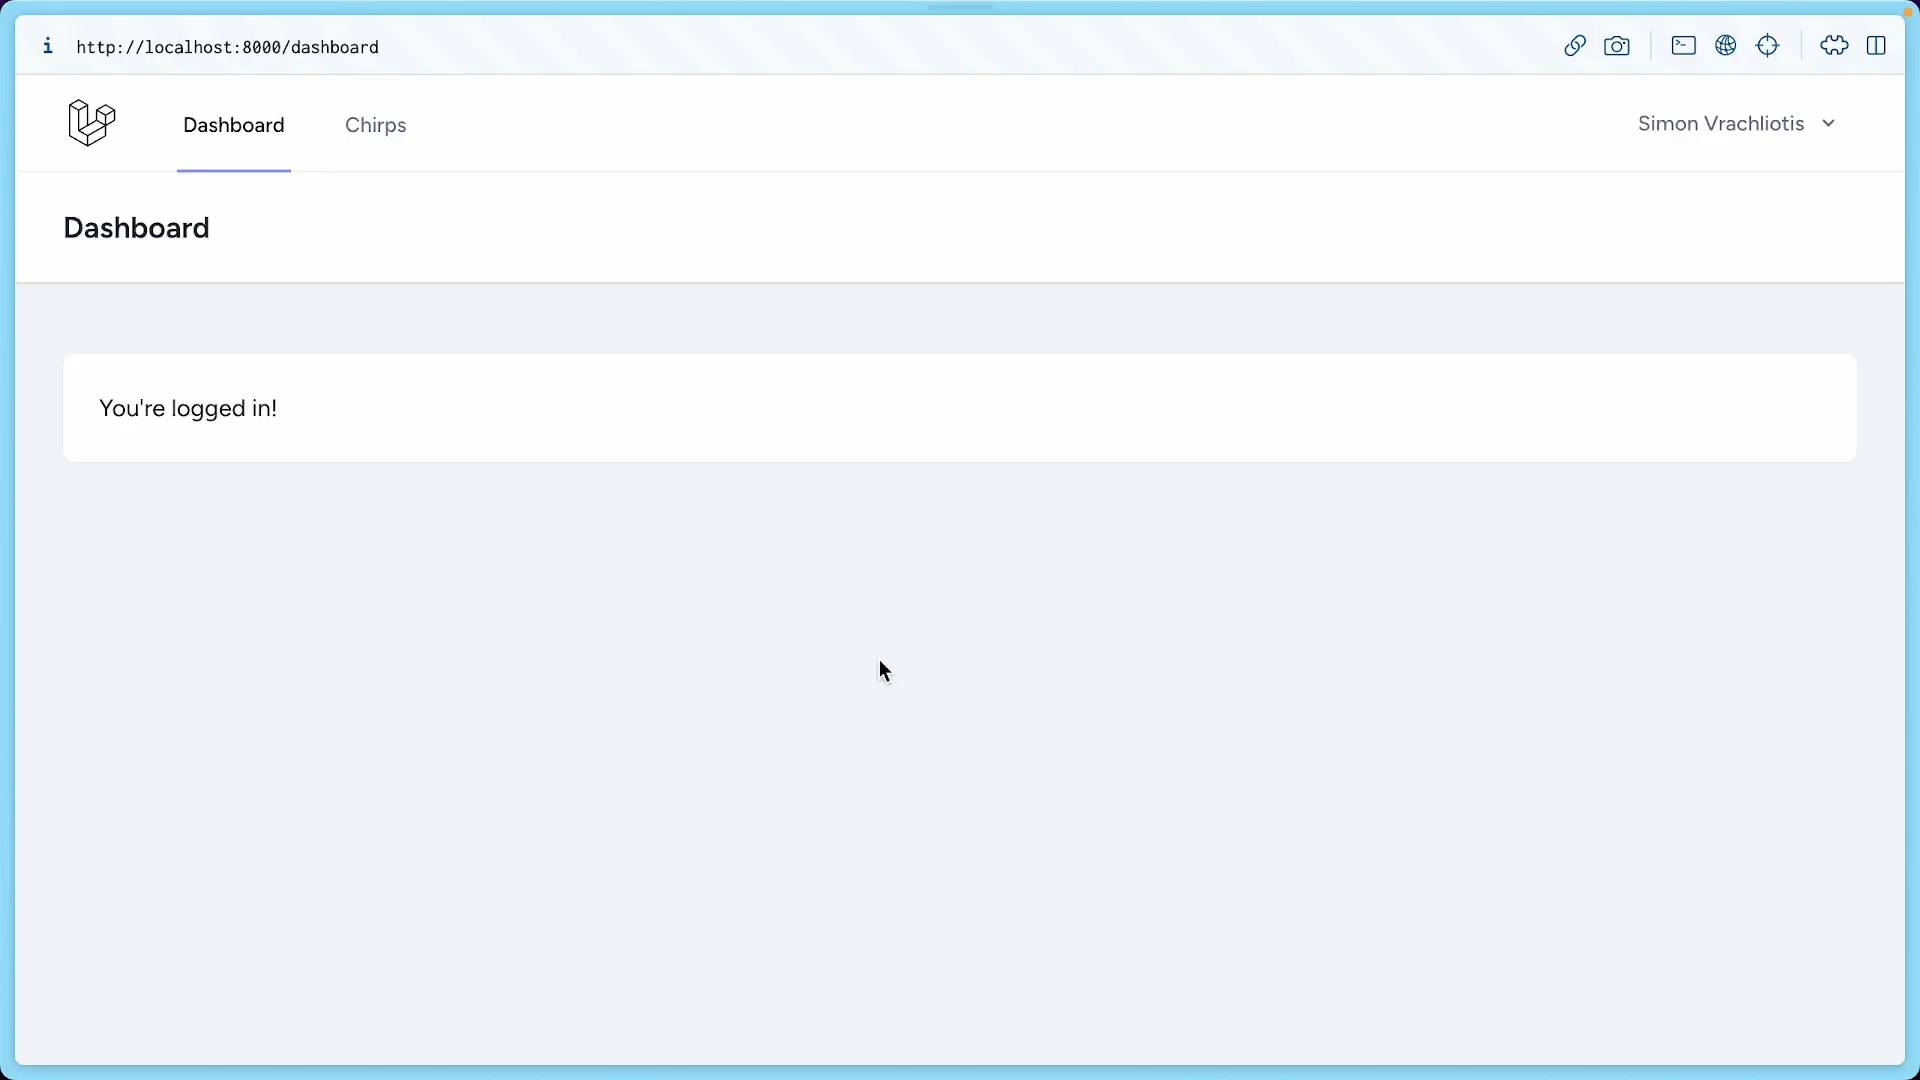 http://localhost:8000/dashboard
Dashboard
Chirps
Simon Vrachliotis
Dashboard
You're logged in!